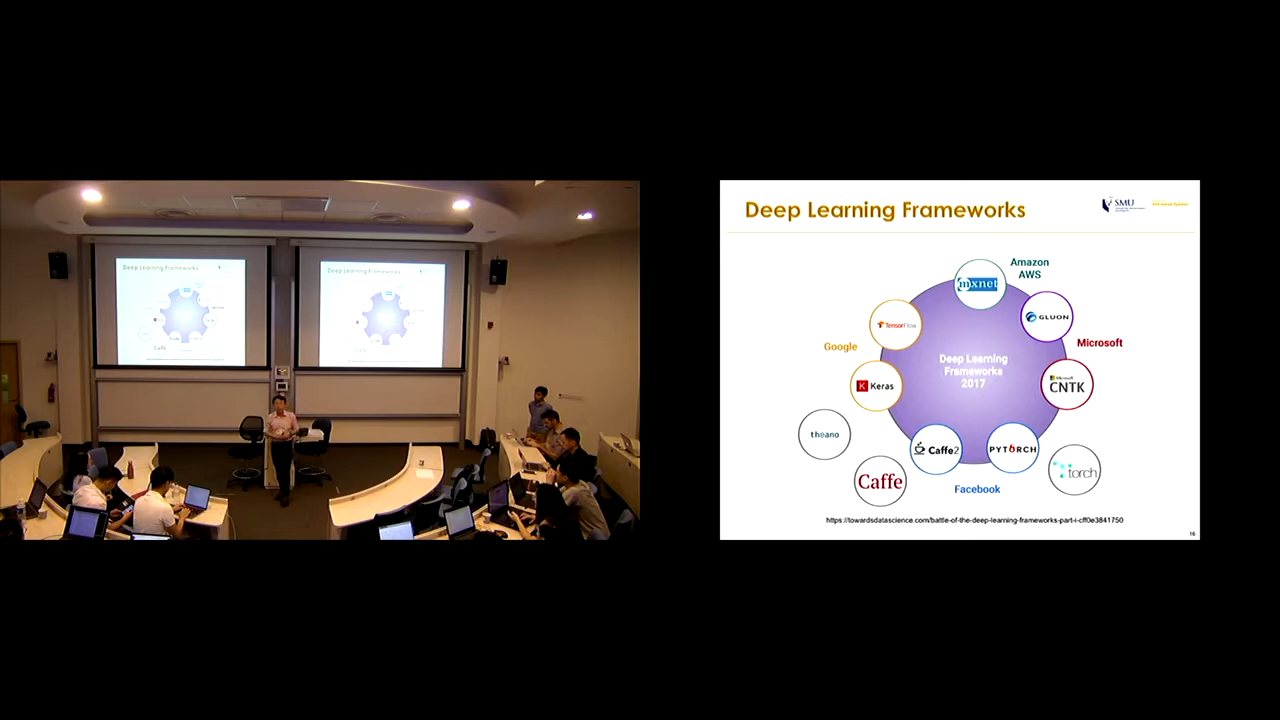 Deep Learning Frameworks
SMU
Amazon
AWS
mxnet
GLUON
TensorFlow
Google
Microsoft
Deep Learning
Frameworks
2017
Keras
Microsoft
CNTK
theano
Caffe2
PYTORCH
Caffe
torch
Facebook
https://towardsdatascience.com/battle-of-the-deep-learning-frameworks-part-i-cff0e3841750
16
Deep Learning Frameworks
Deep Learning Frameworks
Caffe